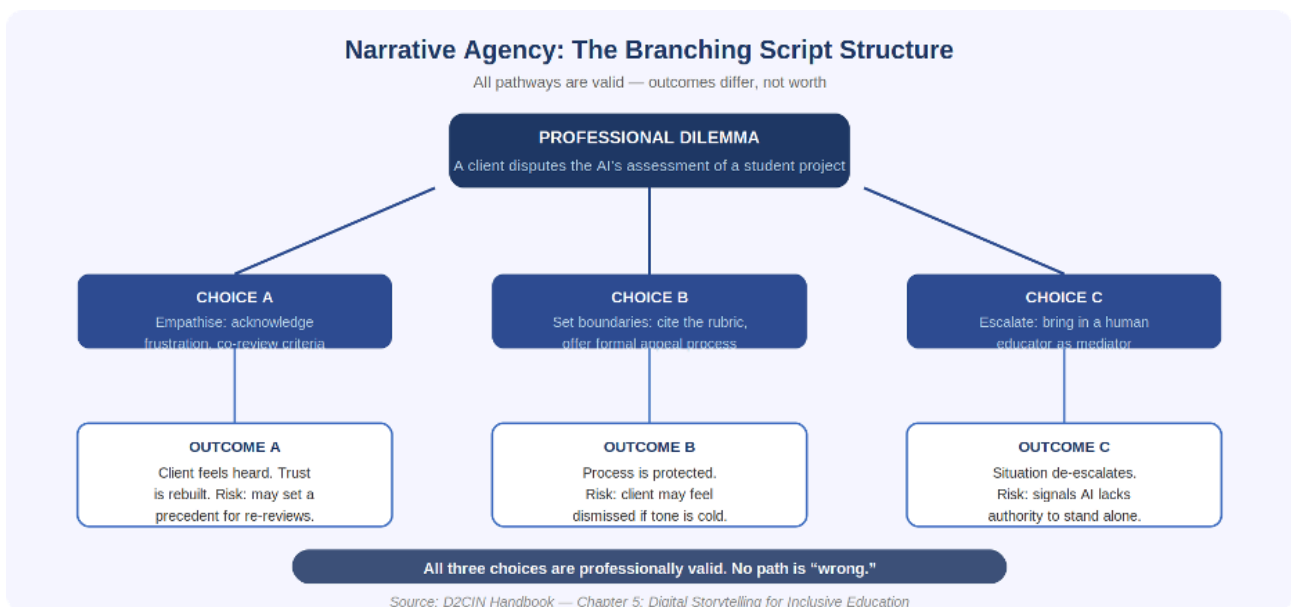 Narrative Agency: The Branching Script Structure
All pathways are valid — outcomes differ, not worth
PROFESSIONAL DILEMMA
A client disputes the AI's assessment of a student project
CHOICE A
Empathise: acknowledge
frustration, co-review criteria
CHOICE B
Set boundaries: cite the rubric,
offer formal appeal process
CHOICE C
Escalate: bring in a human
educator as mediator
OUTCOME A
Client feels heard. Trust
is rebuilt. Risk: may set a
precedent for re-reviews.
OUTCOME B
Process is protected.
Risk: client may feel
dismissed if tone is cold.
OUTCOME C
Situation de-escalates.
Risk: signals AI lacks
authority to stand alone.
All three choices are professionally valid. No path is “wrong.”
Source: D2CIN Handbook — Chapter 5: Digital Storytelling for Inclusive Education